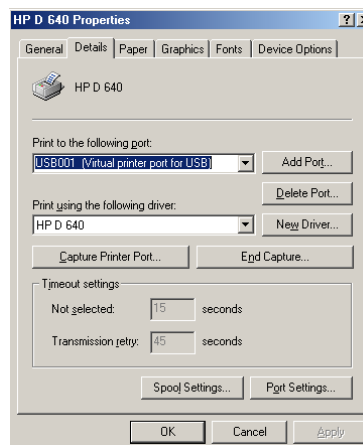 HP D 640 Properties
General Details Paper Graphics Fonts Device Options
HP D 640
Print to the following port:
USB001 (Virtual printer port for USB) Add Port...
Delete Port...
Print using the following driver:
HP D 640 New Driver...
Capture Printer Port... End Capture...
Timeout settings
Not selected: 15 seconds
Transmission retry: 45 seconds
Spool Settings... Port Settings...
OK Cancel Apply